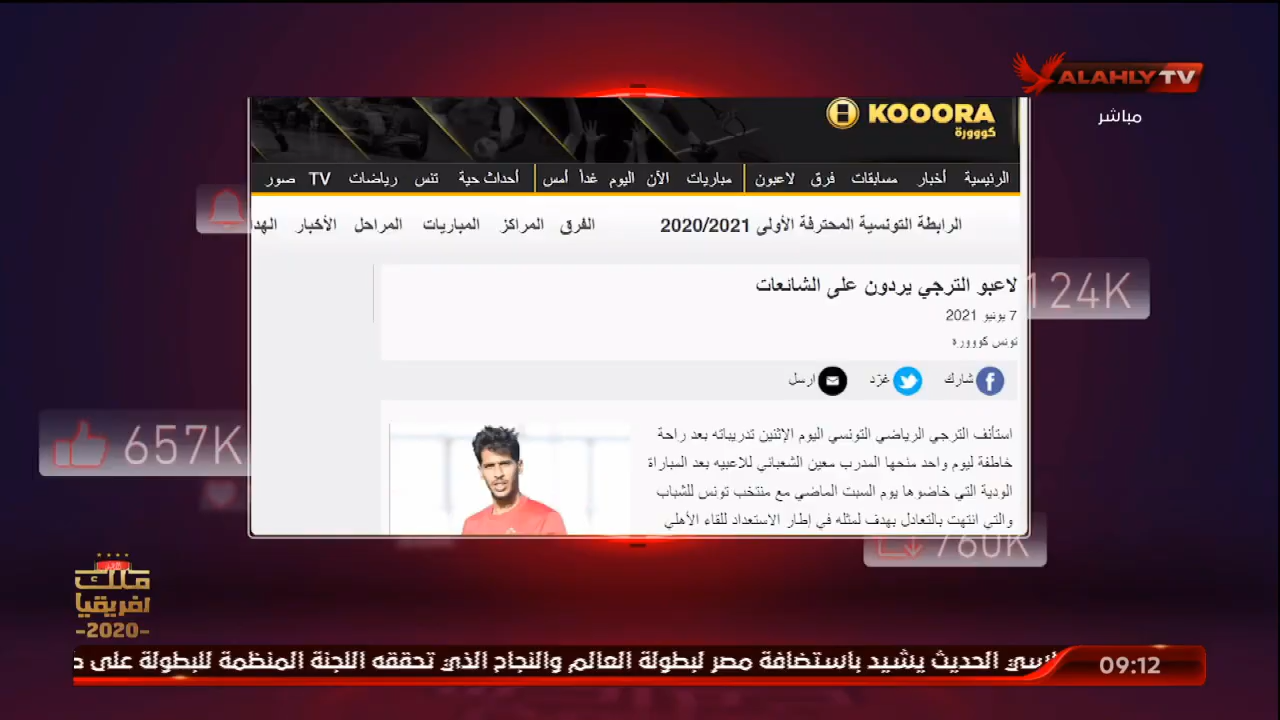 ALAHLY TV
مباشر
KOOORA
كووورة
الرئيسية أخبار مسابقات فرق لاعبون مباريات الآن اليوم غداً أمس أحداث حية تنس رياضات TV صور
الرابطة التونسية المحترفة الأولى 2020/2021 الفرق المراكز المباريات المراحل الأخبار الهدا
لاعبو الترجي يردون على الشائعات
7 يونيو 2021
تونس كووورة
124K
شارك غرّد ارسل
657K
استأنف الترجي الرياضي التونسي اليوم الإثنين تدريباته بعد راحة
خاطفة ليوم واحد منحها المدرب معين الشعباني للاعبيه بعد المباراة
الودية التي خاضوها يوم السبت الماضي مع منتخب تونس للشباب
والتي انتهت بالتعادل بهدف لمثله في إطار الاستعداد للقاء الأهلي
760K
ملك
افريقيا
-2020-
الحديث يشيد باستضافة مصر لبطولة العالم والنجاح الذي تحققه اللجنة المنظمة للبطولة على
09:12